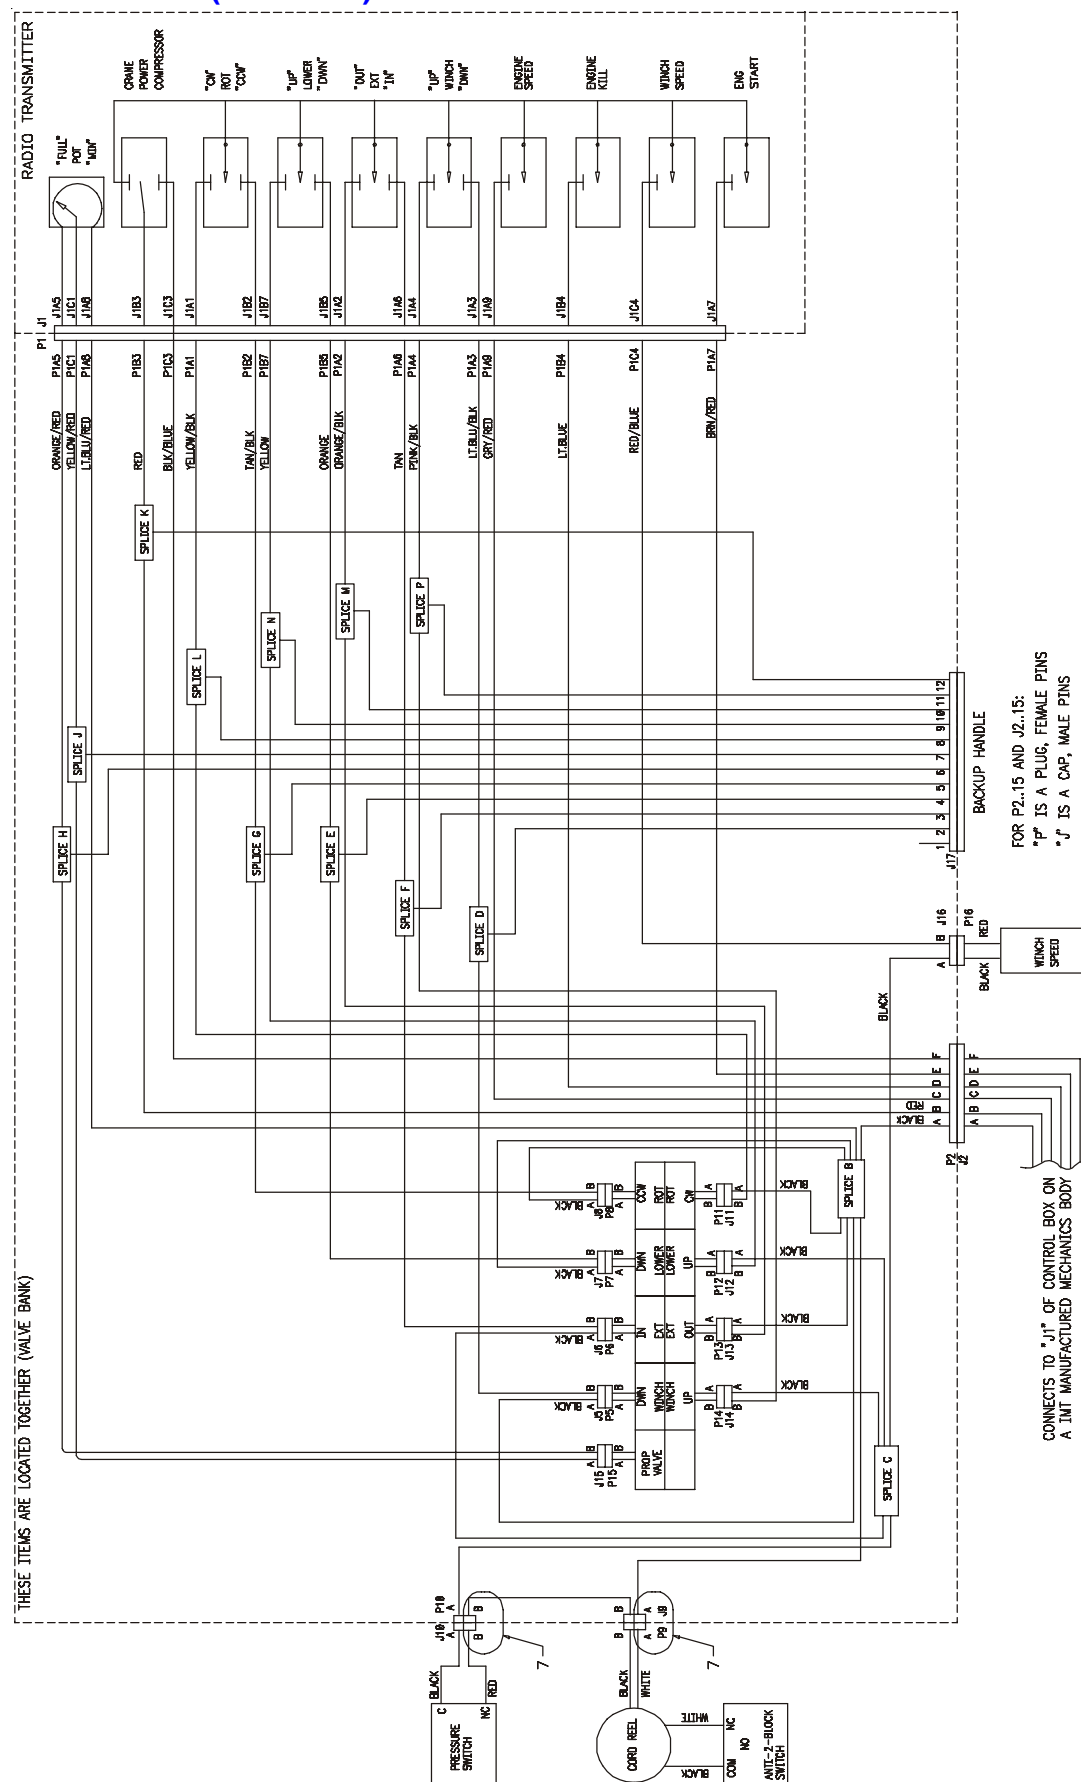 RADIO TRANSMITTER
"FULL"
POT
"MIN"
CRANE
POWER
COMPRESSOR
"CW"
ROT
"CCW"
"UP"
LOWER
"DWN"
"OUT"
EXT
"IN"
"UP"
WINCH
"DWN"
ENGINE
SPEED
ENGINE
KILL
WINCH
SPEED
ENG
START
P1 J1
J1A5
J1C1
J1A8
J1B3
J1C3
J1A1
J1B2
J1B7
J1B5
J1A2
J1A6
J1A4
J1A3
J1A9
J1B4
J1C4
J1A7
P1A5
P1C1
P1A8
P1B3
P1C3
P1A1
P1B2
P1B7
P1B5
P1A2
P1A6
P1A4
P1A3
P1A9
P1B4
P1C4
P1A7
ORANGE/RED
YELLOW/RED
LT.BLU/RED
RED
BLK/BLUE
YELLOW/BLK
TAN/BLK
YELLOW
ORANGE
ORANGE/BLK
TAN
PINK/BLK
LT.BLU/BLK
GRY/RED
LT.BLUE
RED/BLUE
BRN/RED
SPLICE K
SPLICE P
SPLICE M
SPLICE N
SPLICE L
SPLICE J
SPLICE H
SPLICE G
SPLICE E
SPLICE F
SPLICE D
1 2 3 4 5 6 7 8 9 10 11 12
J17
BACKUP HANDLE
FOR P2..15 AND J2..15:
"P" IS A PLUG, FEMALE PINS
"J" IS A CAP, MALE PINS
A B
J16
P16
BLACK
RED
BLACK
WINCH
SPEED
A B C D E F
A B C D E F
BLACK
RED
P2
J2
CONNECTS TO "J1" OF CONTROL BOX ON
A IMT MANUFACTURED MECHANICS BODY
SPLICE B
SPLICE C
THESE ITEMS ARE LOCATED TOGETHER (VALVE BANK)
BLACK
A B
A B
J8
P8
CCW
ROT
ROT
CW
B A
B A
P11
J11
BLACK
BLACK
A B
A B
J7
P7
DWN
LOWER
LOWER
UP
B A
B A
P12
J12
BLACK
BLACK
A B
A B
J6
P6
IN
EXT
EXT
OUT
B A
B A
P13
J13
BLACK
BLACK
A B
A B
J5
P5
DWN
WINCH
WINCH
UP
B A
B A
P14
J14
BLACK
A B
A B
J15
P15
PROP
VALVE
P10
J10
A B
A B
7
BLACK
RED
C
NC
PRESSURE
SWITCH
B A J9
B A P9
7
BLACK
WHITE
CORD REEL
WHITE
BLACK
COM NO NC
ANTI-2-BLOCK
SWITCH